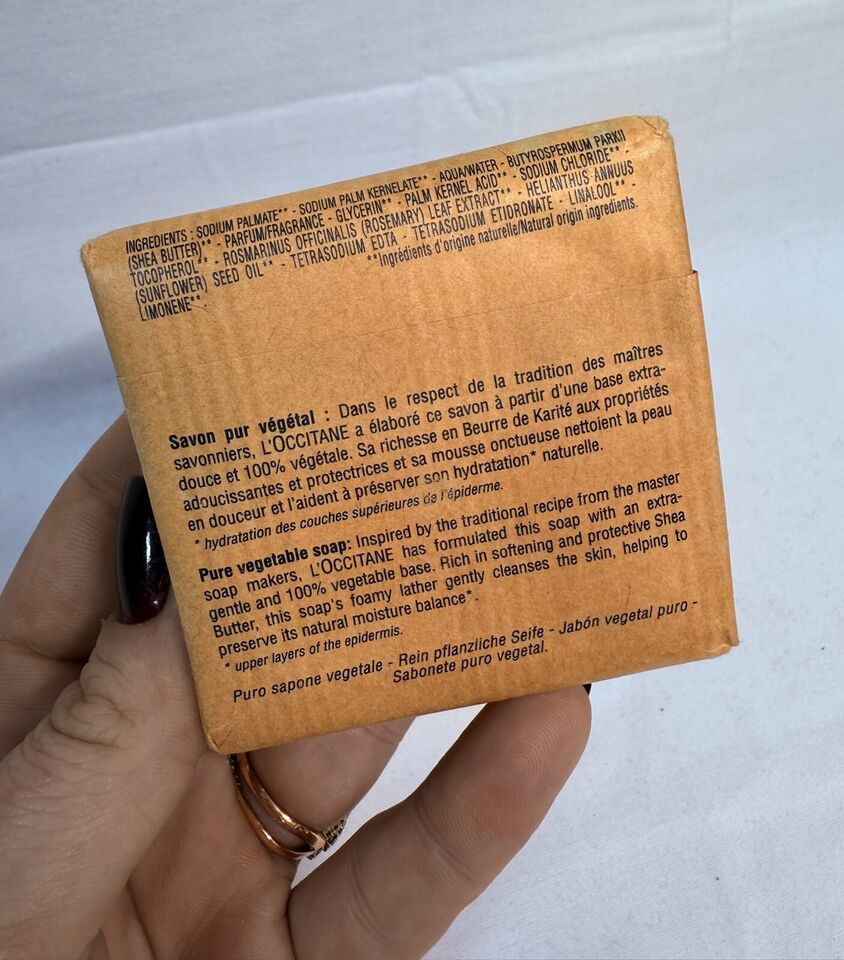 INGREDIENTS : SODIUM PALMATE** - SODIUM PALM KERNELATE** - AQUA/WATER - BUTYROSPERMUM PARKII
(SHEA BUTTER)** - PARFUM/FRAGRANCE - GLYCERIN** - PALM KERNEL ACID** - SODIUM CHLORIDE** -
TOCOPHEROL** - ROSMARINUS OFFICINALIS (ROSEMARY) LEAF EXTRACT** - HELIANTHUS ANNUUS
(SUNFLOWER) SEED OIL** - TETRASODIUM EDTA - TETRASODIUM ETIDRONATE - LINALOOL** -
LIMONENE**. **Ingrédients d'origine naturelle/Natural origin ingredients.
Savon pur végétal : Dans le respect de la tradition des maîtres
savonniers, L'OCCITANE a élaboré ce savon à partir d'une base extra-
douce et 100% végétale. Sa richesse en Beurre de Karité aux propriétés
adoucissantes et protectrices et sa mousse onctueuse nettoient la peau
en douceur et l'aident à préserver son hydratation* naturelle.
* hydratation des couches supérieures de l'épiderme.
Pure vegetable soap: Inspired by the traditional recipe from the master
soap makers, L'OCCITANE has formulated this soap with an extra-
gentle and 100% vegetable base. Rich in softening and protective Shea
Butter, this soap's foamy lather gently cleanses the skin, helping to
preserve its natural moisture balance*.
* upper layers of the epidermis.
Puro sapone vegetale - Rein pflanzliche Seife - Jabón vegetal puro -
Sabonete puro vegetal.